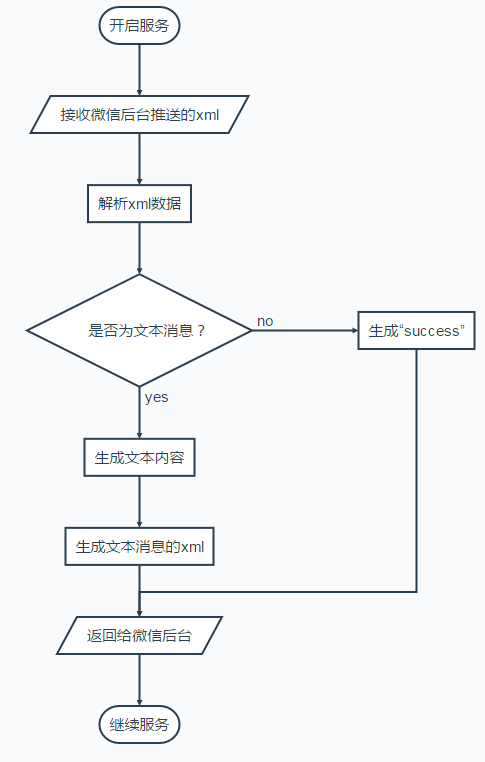 开启服务
接收微信后台推送的xml
解析xml数据
是否为文本消息？
no
生成“success”
yes
生成文本内容
生成文本消息的xml
返回给微信后台
继续服务